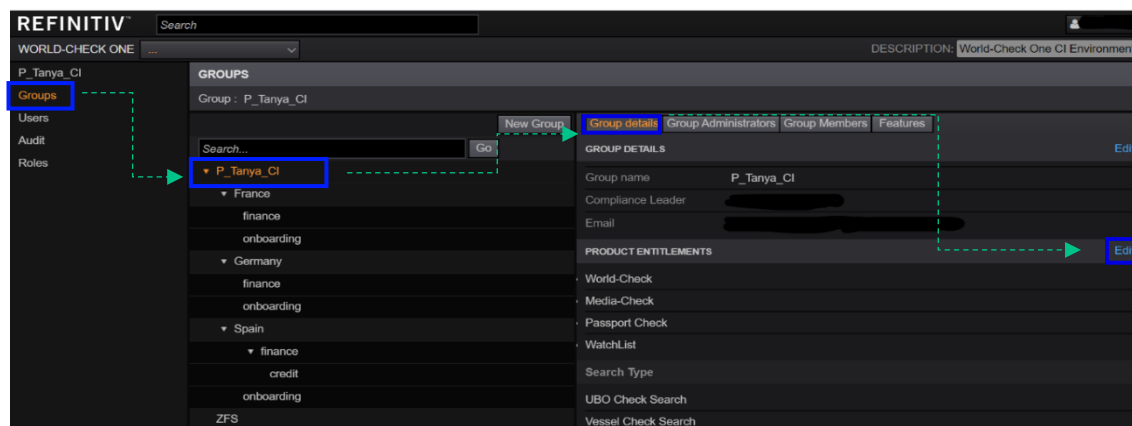 REFINITIV™
Search
WORLD-CHECK ONE
...
DESCRIPTION: World-Check One CI Environmen
P_Tanya_CI
Groups
Users
Audit
Roles
GROUPS
Group : P_Tanya_CI
New Group
Search...
Go
P_Tanya_CI
France
finance
onboarding
Germany
finance
onboarding
Spain
finance
credit
onboarding
ZFS
Group details
Group Administrators
Group Members
Features
GROUP DETAILS
Edi
Group name
P_Tanya_CI
Compliance Leader
Email
PRODUCT ENTITLEMENTS
Edi
World-Check
Media-Check
Passport Check
WatchList
Search Type
UBO Check Search
Vessel Check Search